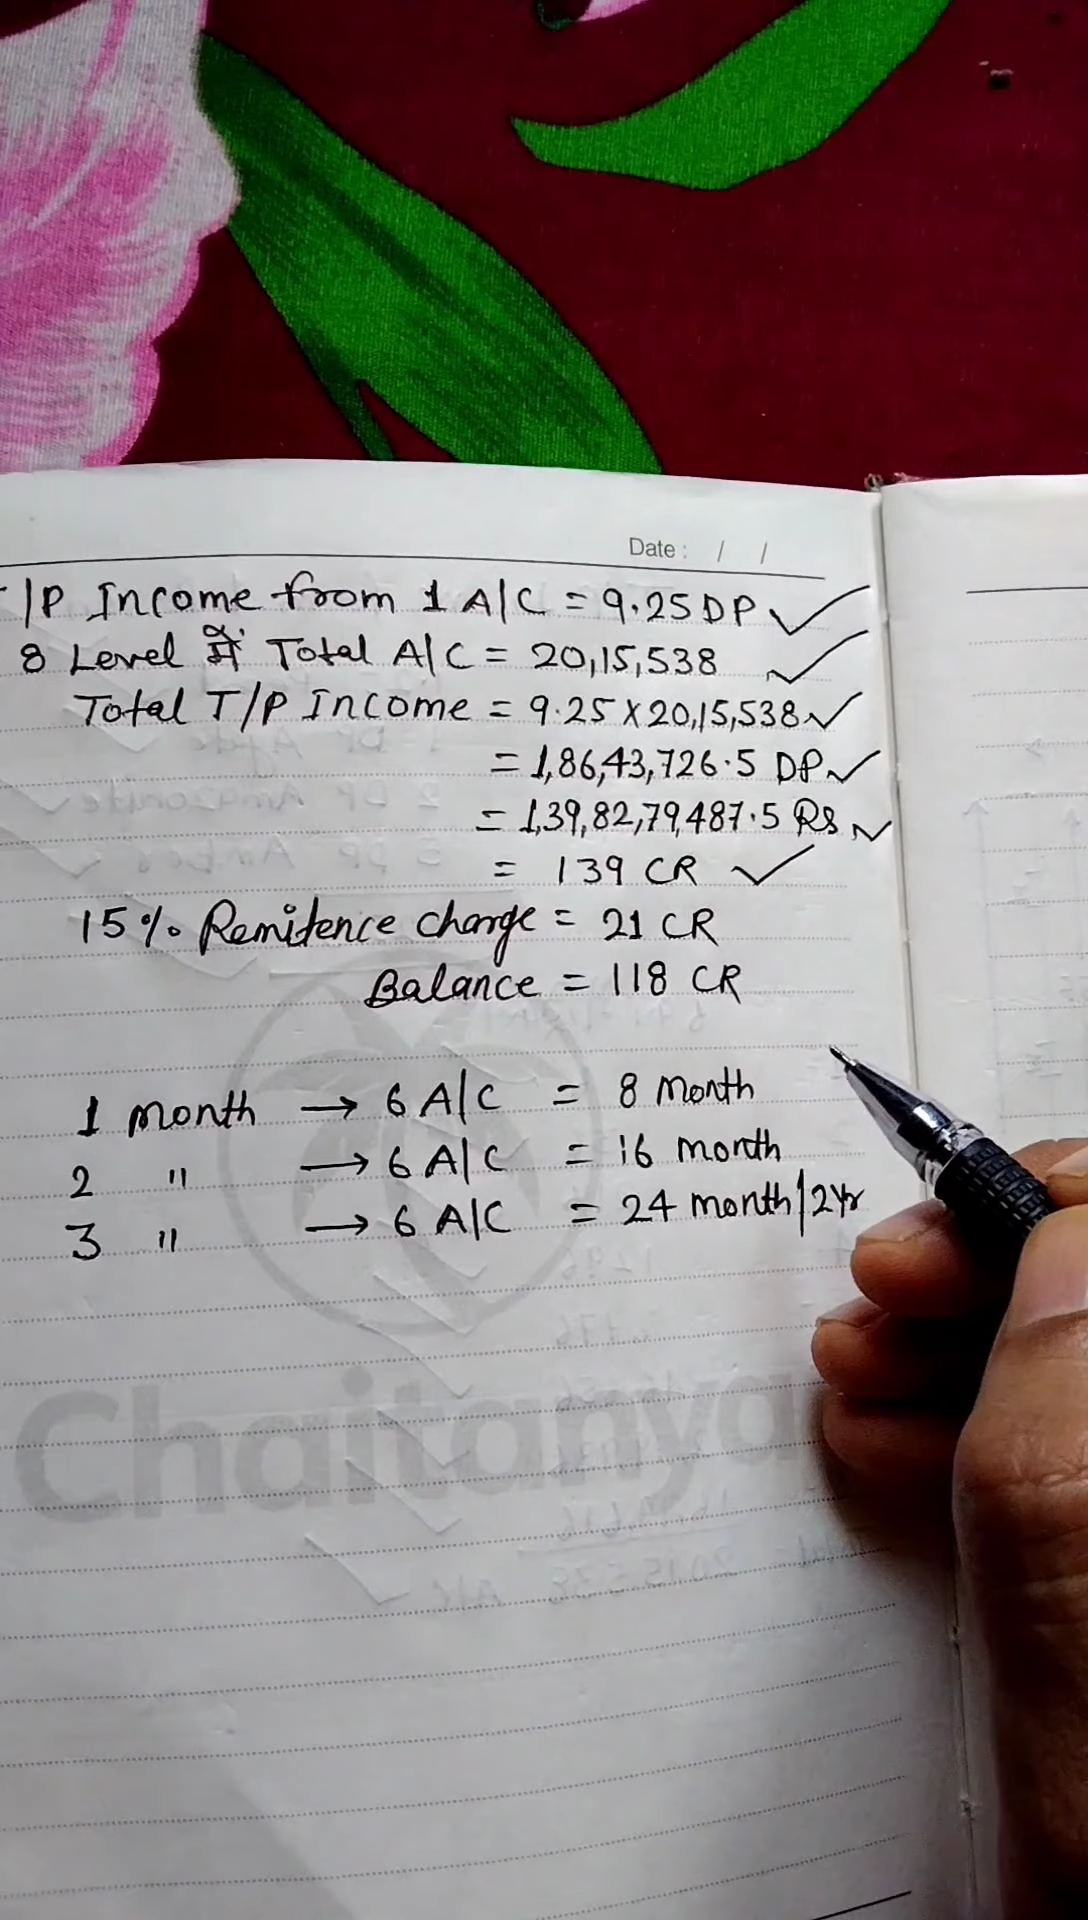 Date : / /
T/P Income from 1 A/C = 9.25 DP
8 Level में Total A/C = 20,15,538
Total T/P Income = 9.25 X 20,15,538
= 1,86,43,726.5 DP
= 1,39,82,79,487.5 Rs
= 139 CR
15% Remitence charge = 21 CR
Balance = 118 CR
1 month → 6 A/C = 8 Month
2 " → 6 A/C = 16 month
3 " → 6 A/C = 24 month/2Yr
Chaitanya